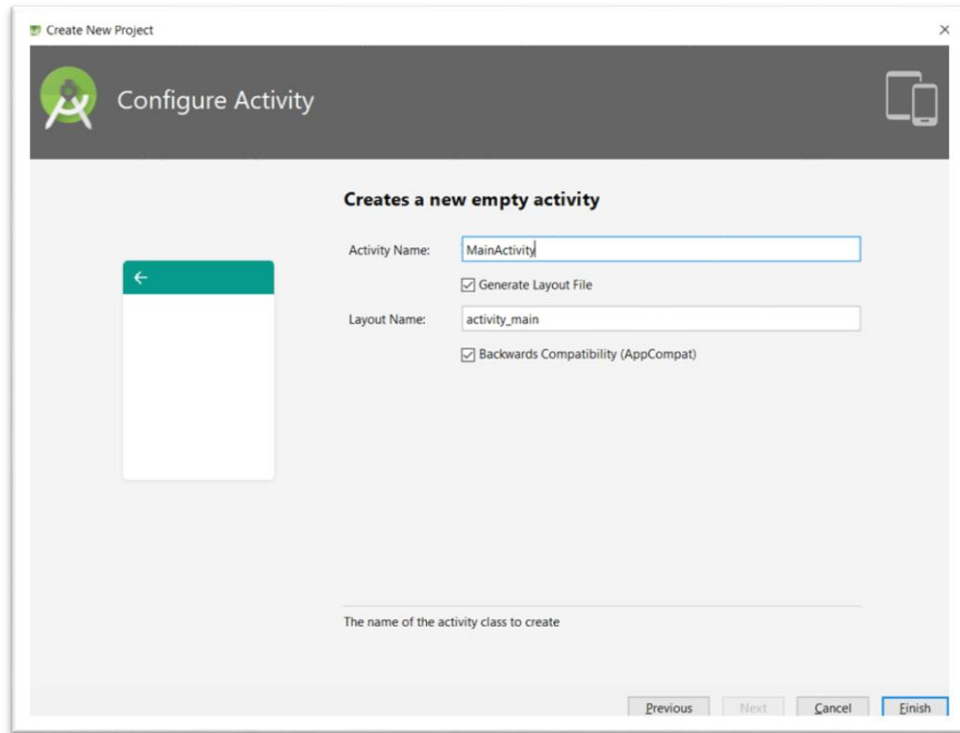 Create New Project
Configure Activity
Creates a new empty activity
Activity Name: MainActivity
Generate Layout File
Layout Name: activity_main
Backwards Compatibility (AppCompat)
The name of the activity class to create
Previous Next Cancel Finish